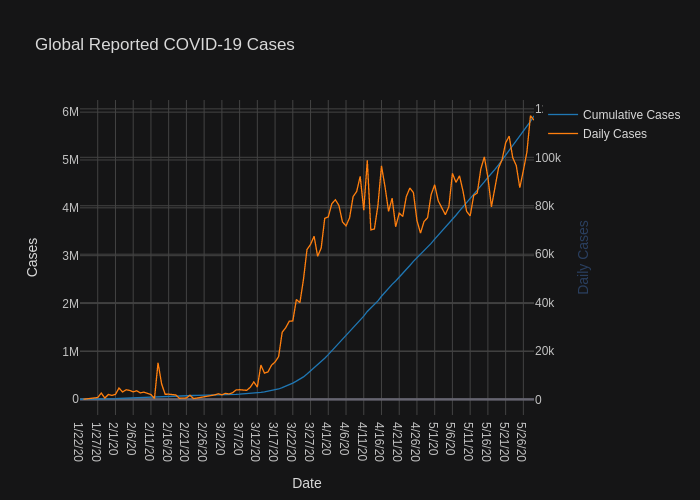 Global Reported COVID-19 Cases
Cumulative Cases
Daily Cases
6M
5M
4M
3M
2M
1M
0
Cases
100k
80k
60k
40k
20k
0
Daily Cases
1/22/20
1/27/20
2/1/20
2/6/20
2/11/20
2/16/20
2/21/20
2/26/20
3/2/20
3/7/20
3/12/20
3/17/20
3/22/20
3/27/20
4/1/20
4/6/20
4/11/20
4/16/20
4/21/20
4/26/20
5/1/20
5/6/20
5/11/20
5/16/20
5/21/20
5/26/20
Date